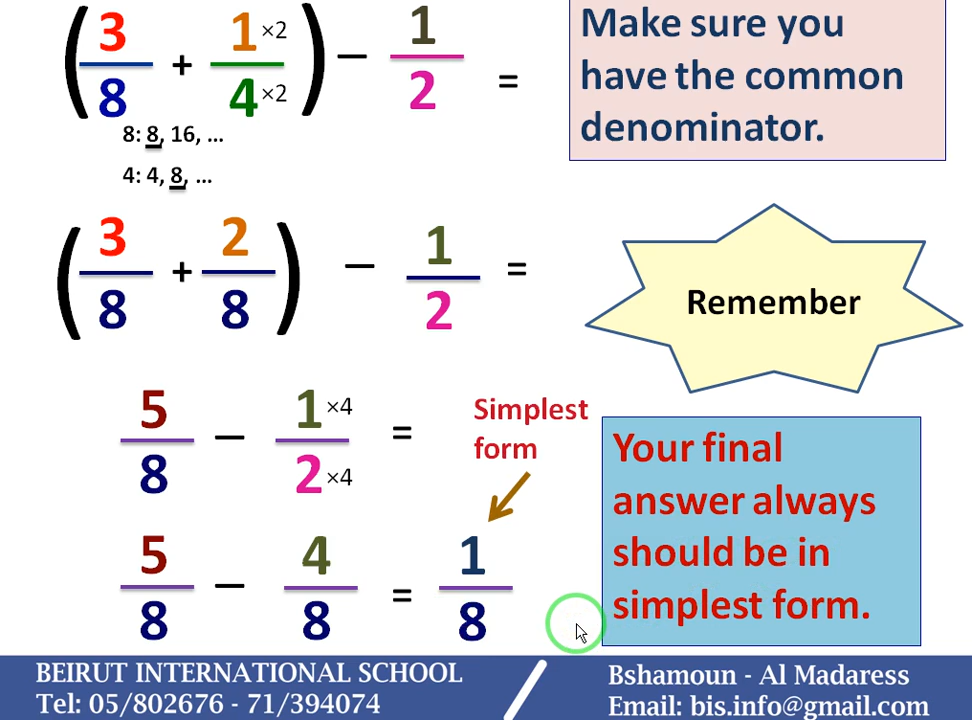 (3/8 + 1×2/4×2) − 1/2 =
8: 8, 16, ...
4: 4, 8, ...
(3/8 + 2/8) − 1/2 =
5/8 − 1×4/2×4 =
Simplest
form
5/8 − 4/8 = 1/8
Make sure you
have the common
denominator.
Remember
Your final
answer always
should be in
simplest form.
BEIRUT INTERNATIONAL SCHOOL
Tel: 05/802676 - 71/394074
Bshamoun - Al Madaress
Email: bis.info@gmail.com